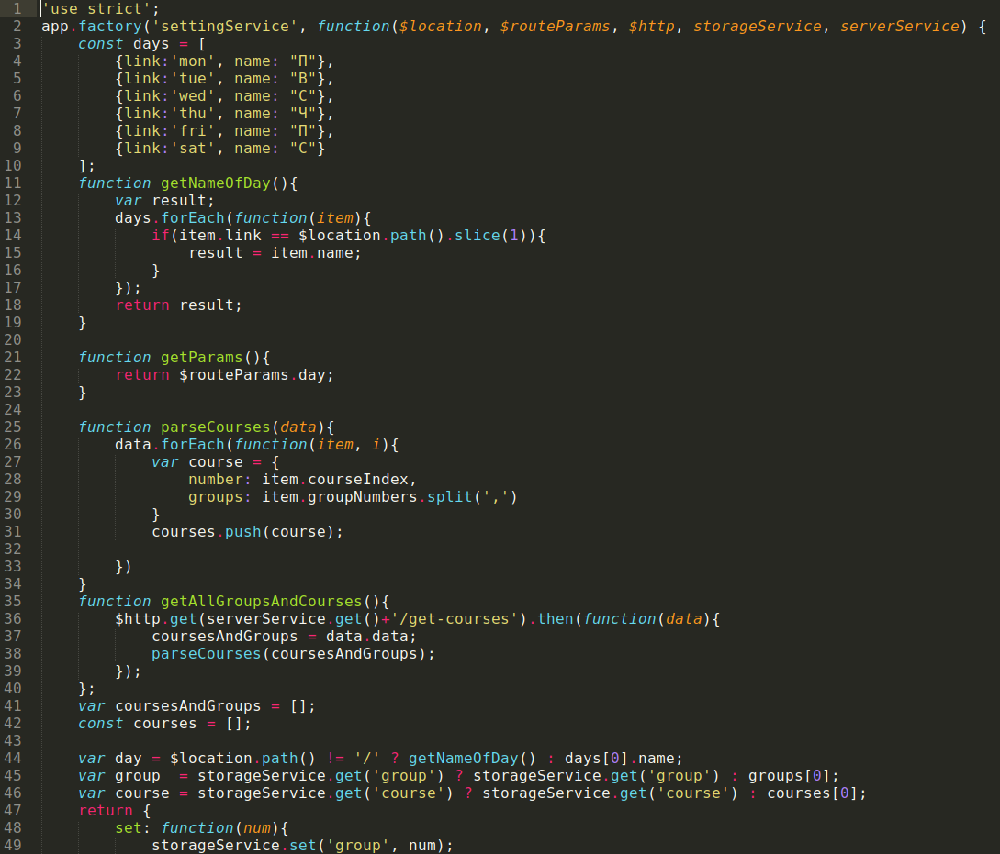 1 'use strict';
2 app.factory('settingService', function($location, $routeParams, $http, storageService, serverService) {
3     const days = [
4         {link:'mon', name: "П"},
5         {link:'tue', name: "В"},
6         {link:'wed', name: "С"},
7         {link:'thu', name: "Ч"},
8         {link:'fri', name: "П"},
9         {link:'sat', name: "С"}
10     ];
11     function getNameOfDay(){
12         var result;
13         days.forEach(function(item){
14             if(item.link == $location.path().slice(1)){
15                 result = item.name;
16             }
17         });
18         return result;
19     }
20
21     function getParams(){
22         return $routeParams.day;
23     }
24
25     function parseCourses(data){
26         data.forEach(function(item, i){
27             var course = {
28                 number: item.courseIndex,
29                 groups: item.groupNumbers.split(',')
30             }
31             courses.push(course);
32
33         })
34     }
35     function getAllGroupsAndCourses(){
36         $http.get(serverService.get()+'/get-courses').then(function(data){
37             coursesAndGroups = data.data;
38             parseCourses(coursesAndGroups);
39         });
40     };
41     var coursesAndGroups = [];
42     const courses = [];
43
44     var day = $location.path() != '/' ? getNameOfDay() : days[0].name;
45     var group  = storageService.get('group') ? storageService.get('group') : groups[0];
46     var course = storageService.get('course') ? storageService.get('course') : courses[0];
47     return {
48         set: function(num){
49             storageService.set('group', num);